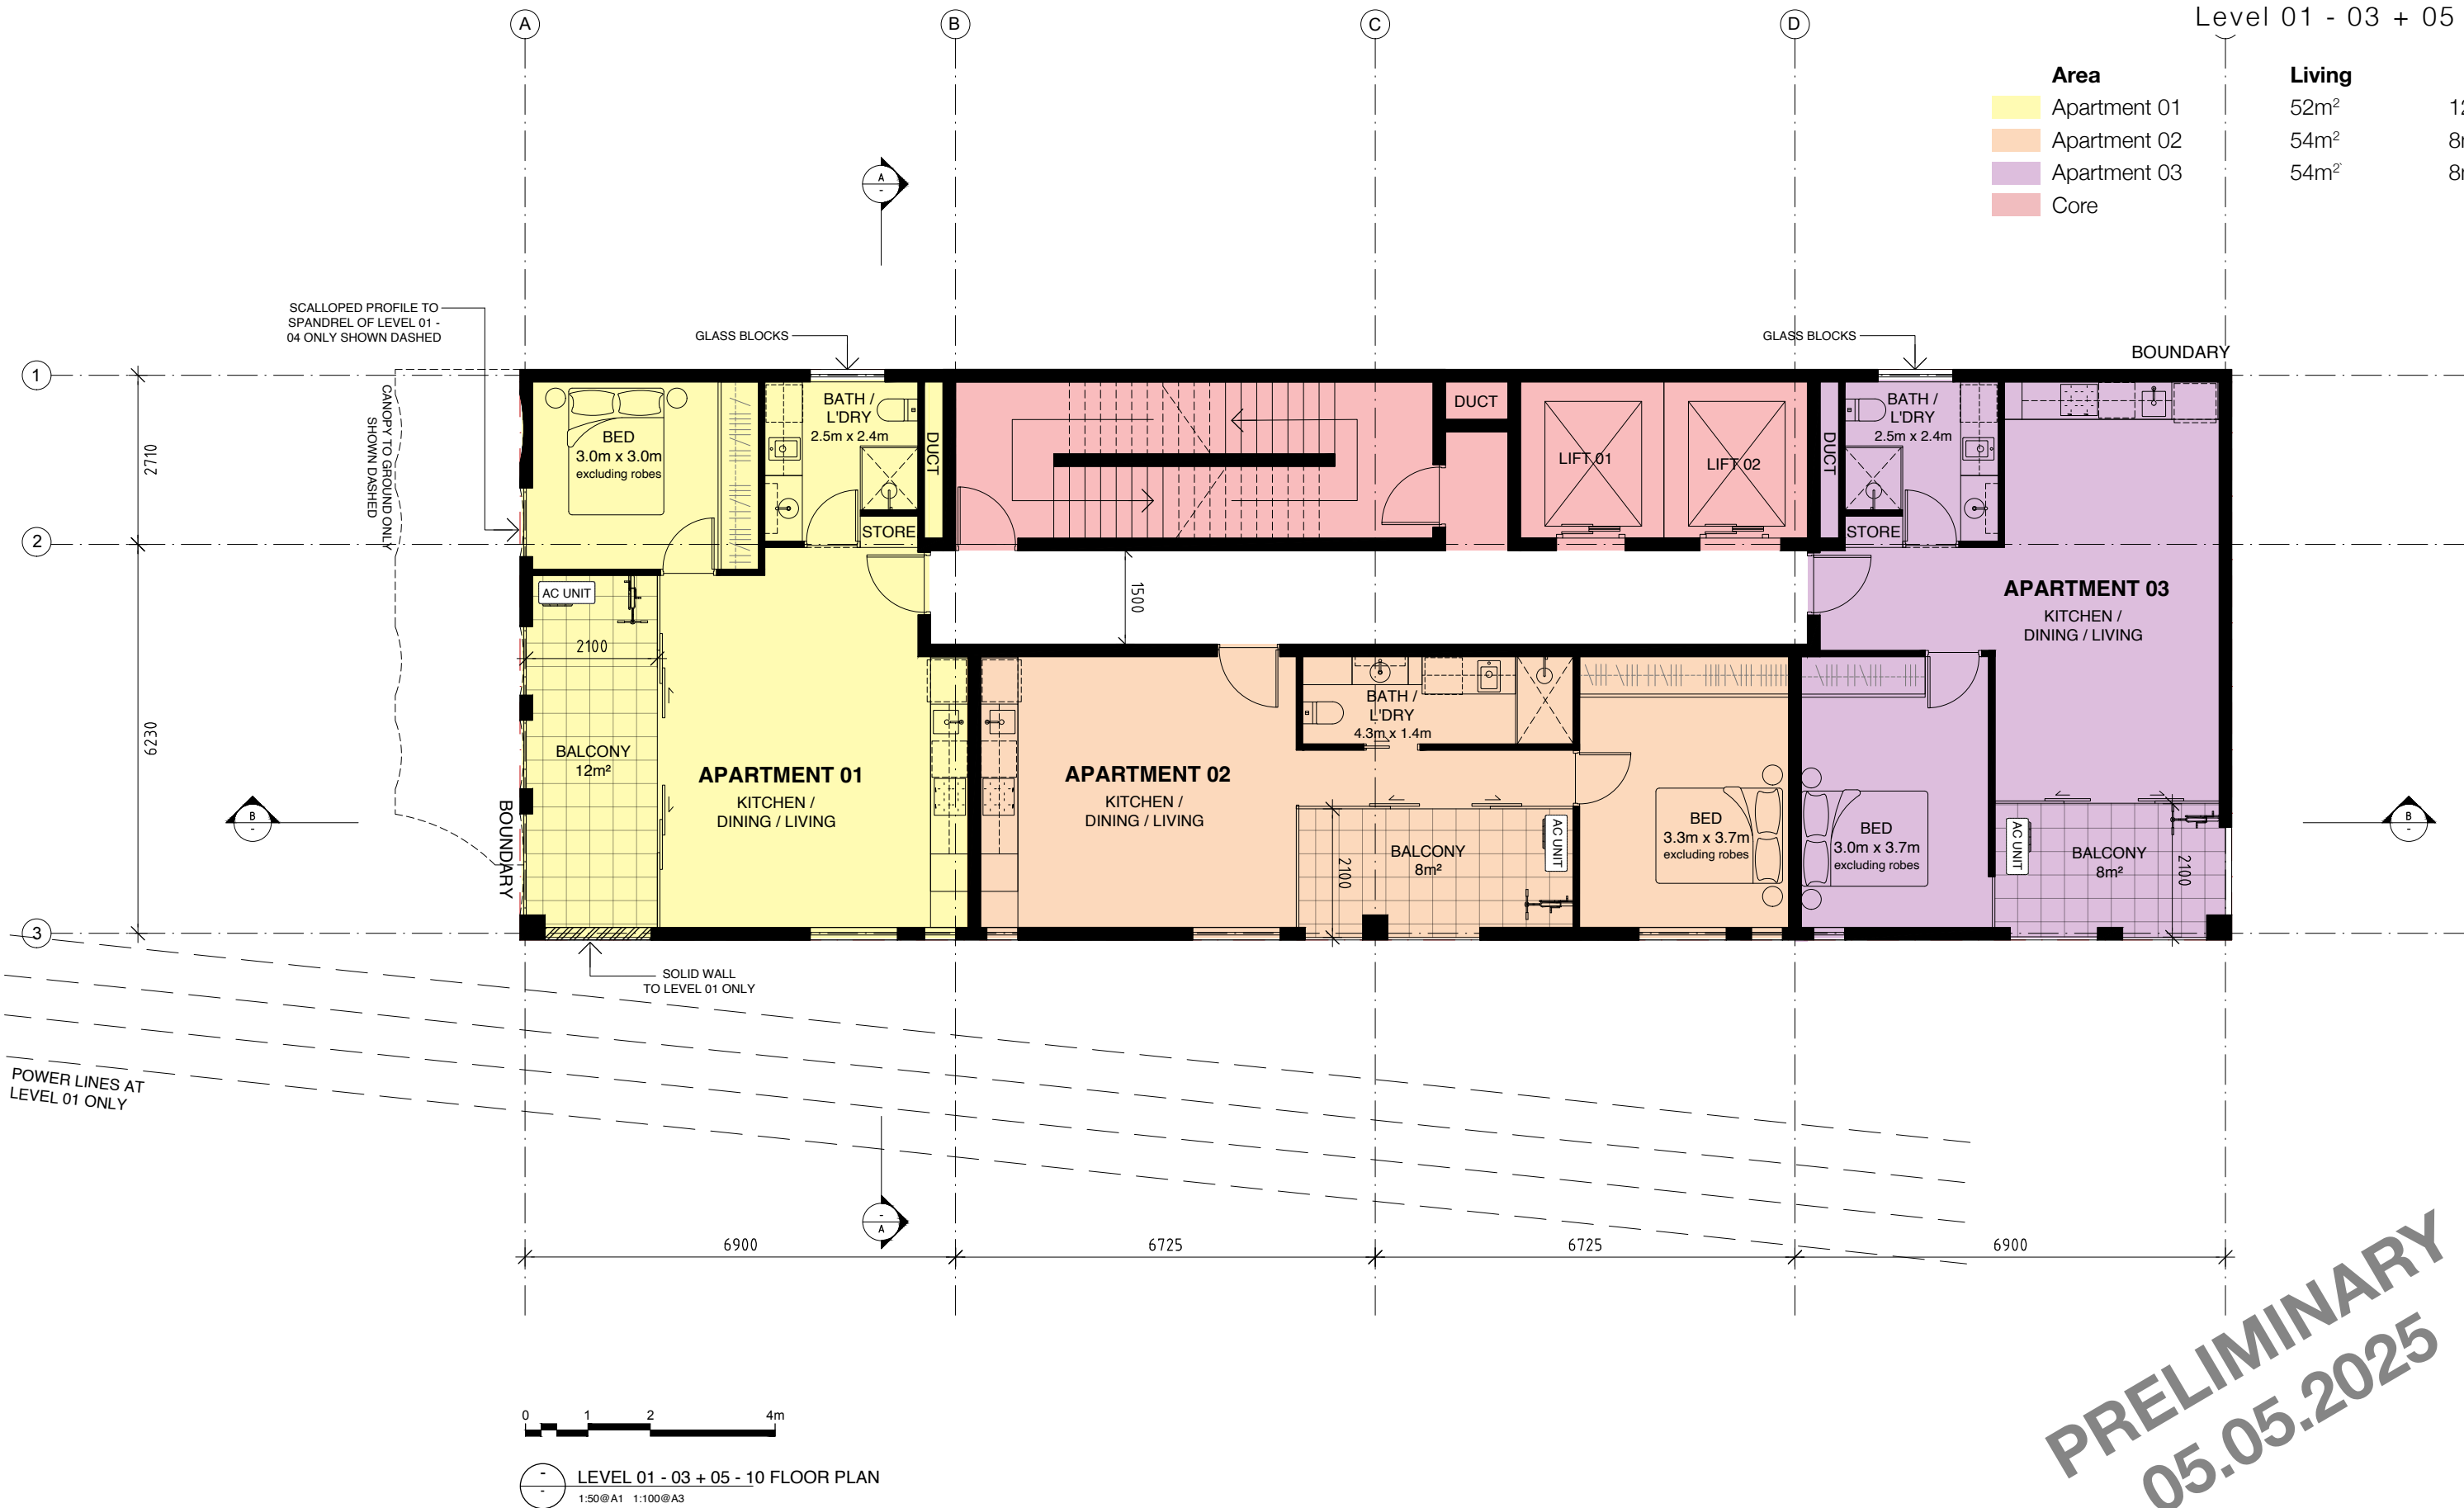 Level 01 - 03 + 05
A
B
C
D
Area Living
Apartment 01 52m²
Apartment 02 54m²
Apartment 03 54m²
Core
A
-
SCALLOPED PROFILE TO
SPANDREL OF LEVEL 01 -
04 ONLY SHOWN DASHED
GLASS BLOCKS
GLASS BLOCKS
BOUNDARY
1
2
3
2710
6230
CANOPY TO GROUND ONLY
SHOWN DASHED
BED
3.0m x 3.0m
excluding robes
BATH /
L'DRY
2.5m x 2.4m
DUCT
STORE
DUCT
LIFT 01
LIFT 02
DUCT
BATH /
L'DRY
2.5m x 2.4m
STORE
AC UNIT
2100
1500
BALCONY
12m²
APARTMENT 01
KITCHEN /
DINING / LIVING
APARTMENT 02
KITCHEN /
DINING / LIVING
BATH /
L'DRY
4.3m x 1.4m
BALCONY
8m²
2100
AC UNIT
BED
3.3m x 3.7m
excluding robes
APARTMENT 03
KITCHEN /
DINING / LIVING
BED
3.0m x 3.7m
excluding robes
AC UNIT
BALCONY
8m²
2100
B
-
B
-
BOUNDARY
SOLID WALL
TO LEVEL 01 ONLY
POWER LINES AT
LEVEL 01 ONLY
-
A
6900
6725
6725
6900
0 1 2 4m
-
-
LEVEL 01 - 03 + 05 - 10 FLOOR PLAN
1:50@A1 1:100@A3
PRELIMINARY
05.05.2025